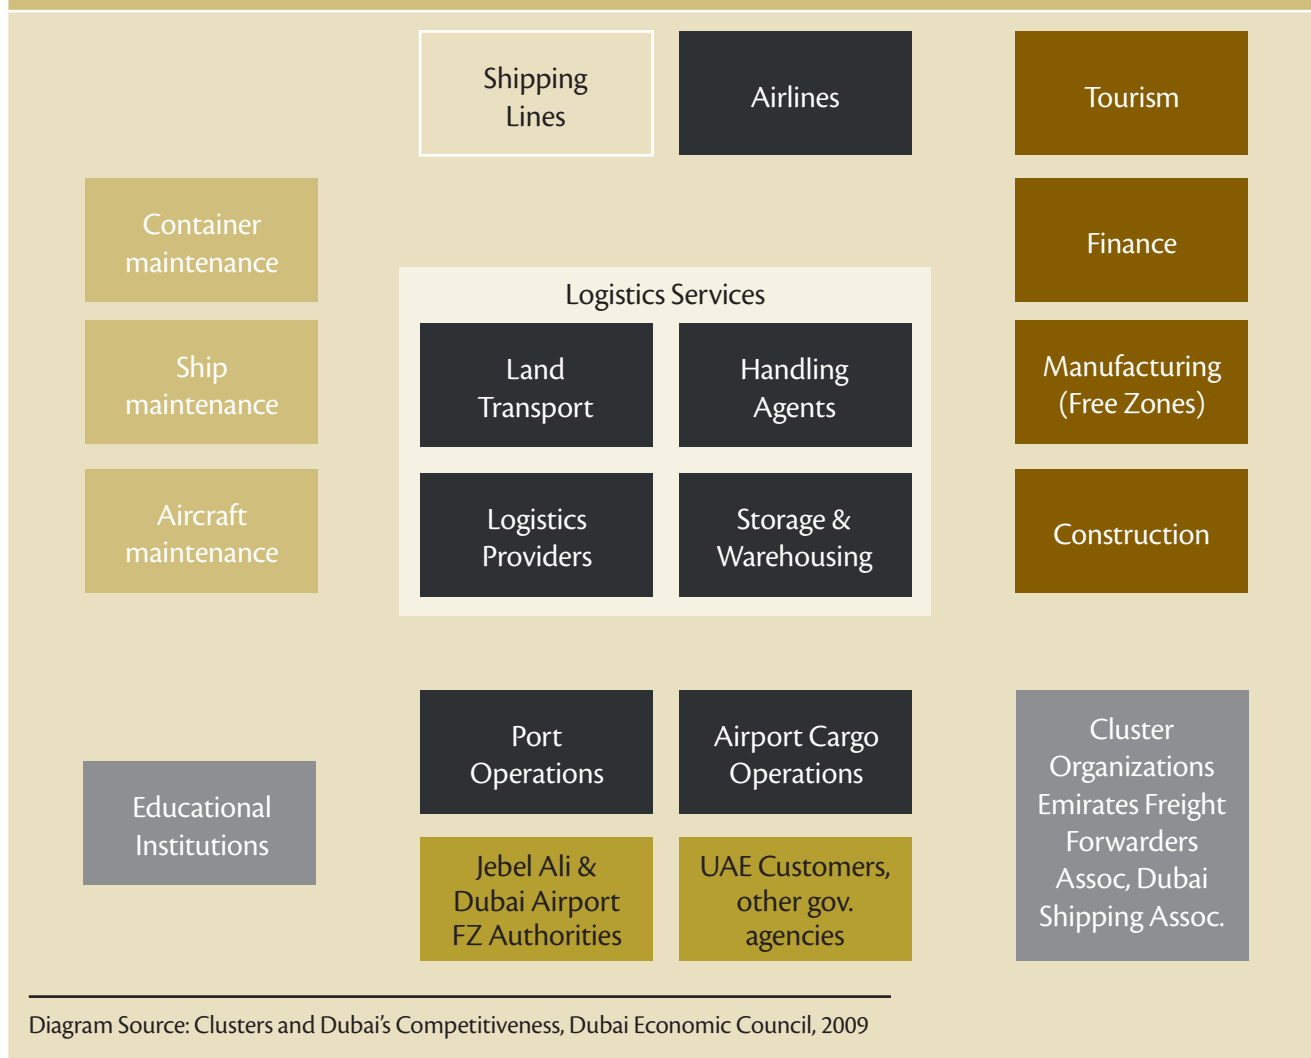 Shipping
Lines
Airlines
Tourism
Container
maintenance
Finance
Logistics Services
Ship
maintenance
Land
Transport
Handling
Agents
Manufacturing
(Free Zones)
Aircraft
maintenance
Logistics
Providers
Storage &
Warehousing
Construction
Port
Operations
Airport Cargo
Operations
Cluster
Organizations
Emirates Freight
Forwarders
Assoc, Dubai
Shipping Assoc.
Educational
Institutions
Jebel Ali &
Dubai Airport
FZ Authorities
UAE Customers,
other gov.
agencies
Diagram Source: Clusters and Dubai’s Competitiveness, Dubai Economic Council, 2009